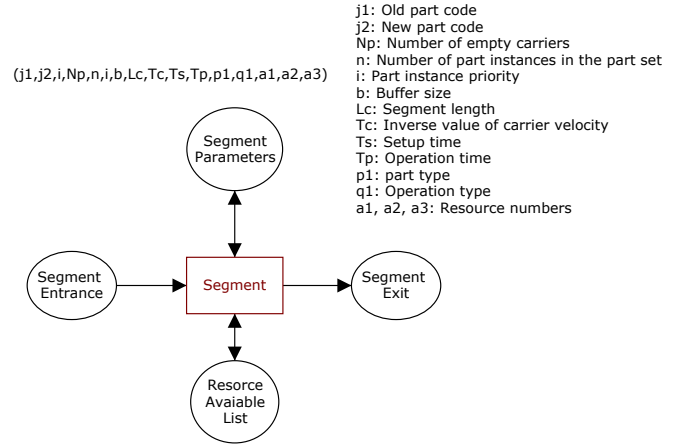 j1: Old part code
j2: New part code
Np: Number of empty carriers
n: Number of part instances in the part set
i: Part instance priority
b: Buffer size
Lc: Segment length
Tc: Inverse value of carrier velocity
Ts: Setup time
Tp: Operation time
p1: part type
q1: Operation type
a1, a2, a3: Resource numbers
(j1,j2,i,Np,n,i,b,Lc,Tc,Ts,Tp,p1,q1,a1,a2,a3)
Segment
Parameters
Segment
Entrance
Segment
Segment
Exit
Resorce
Avaiable
List